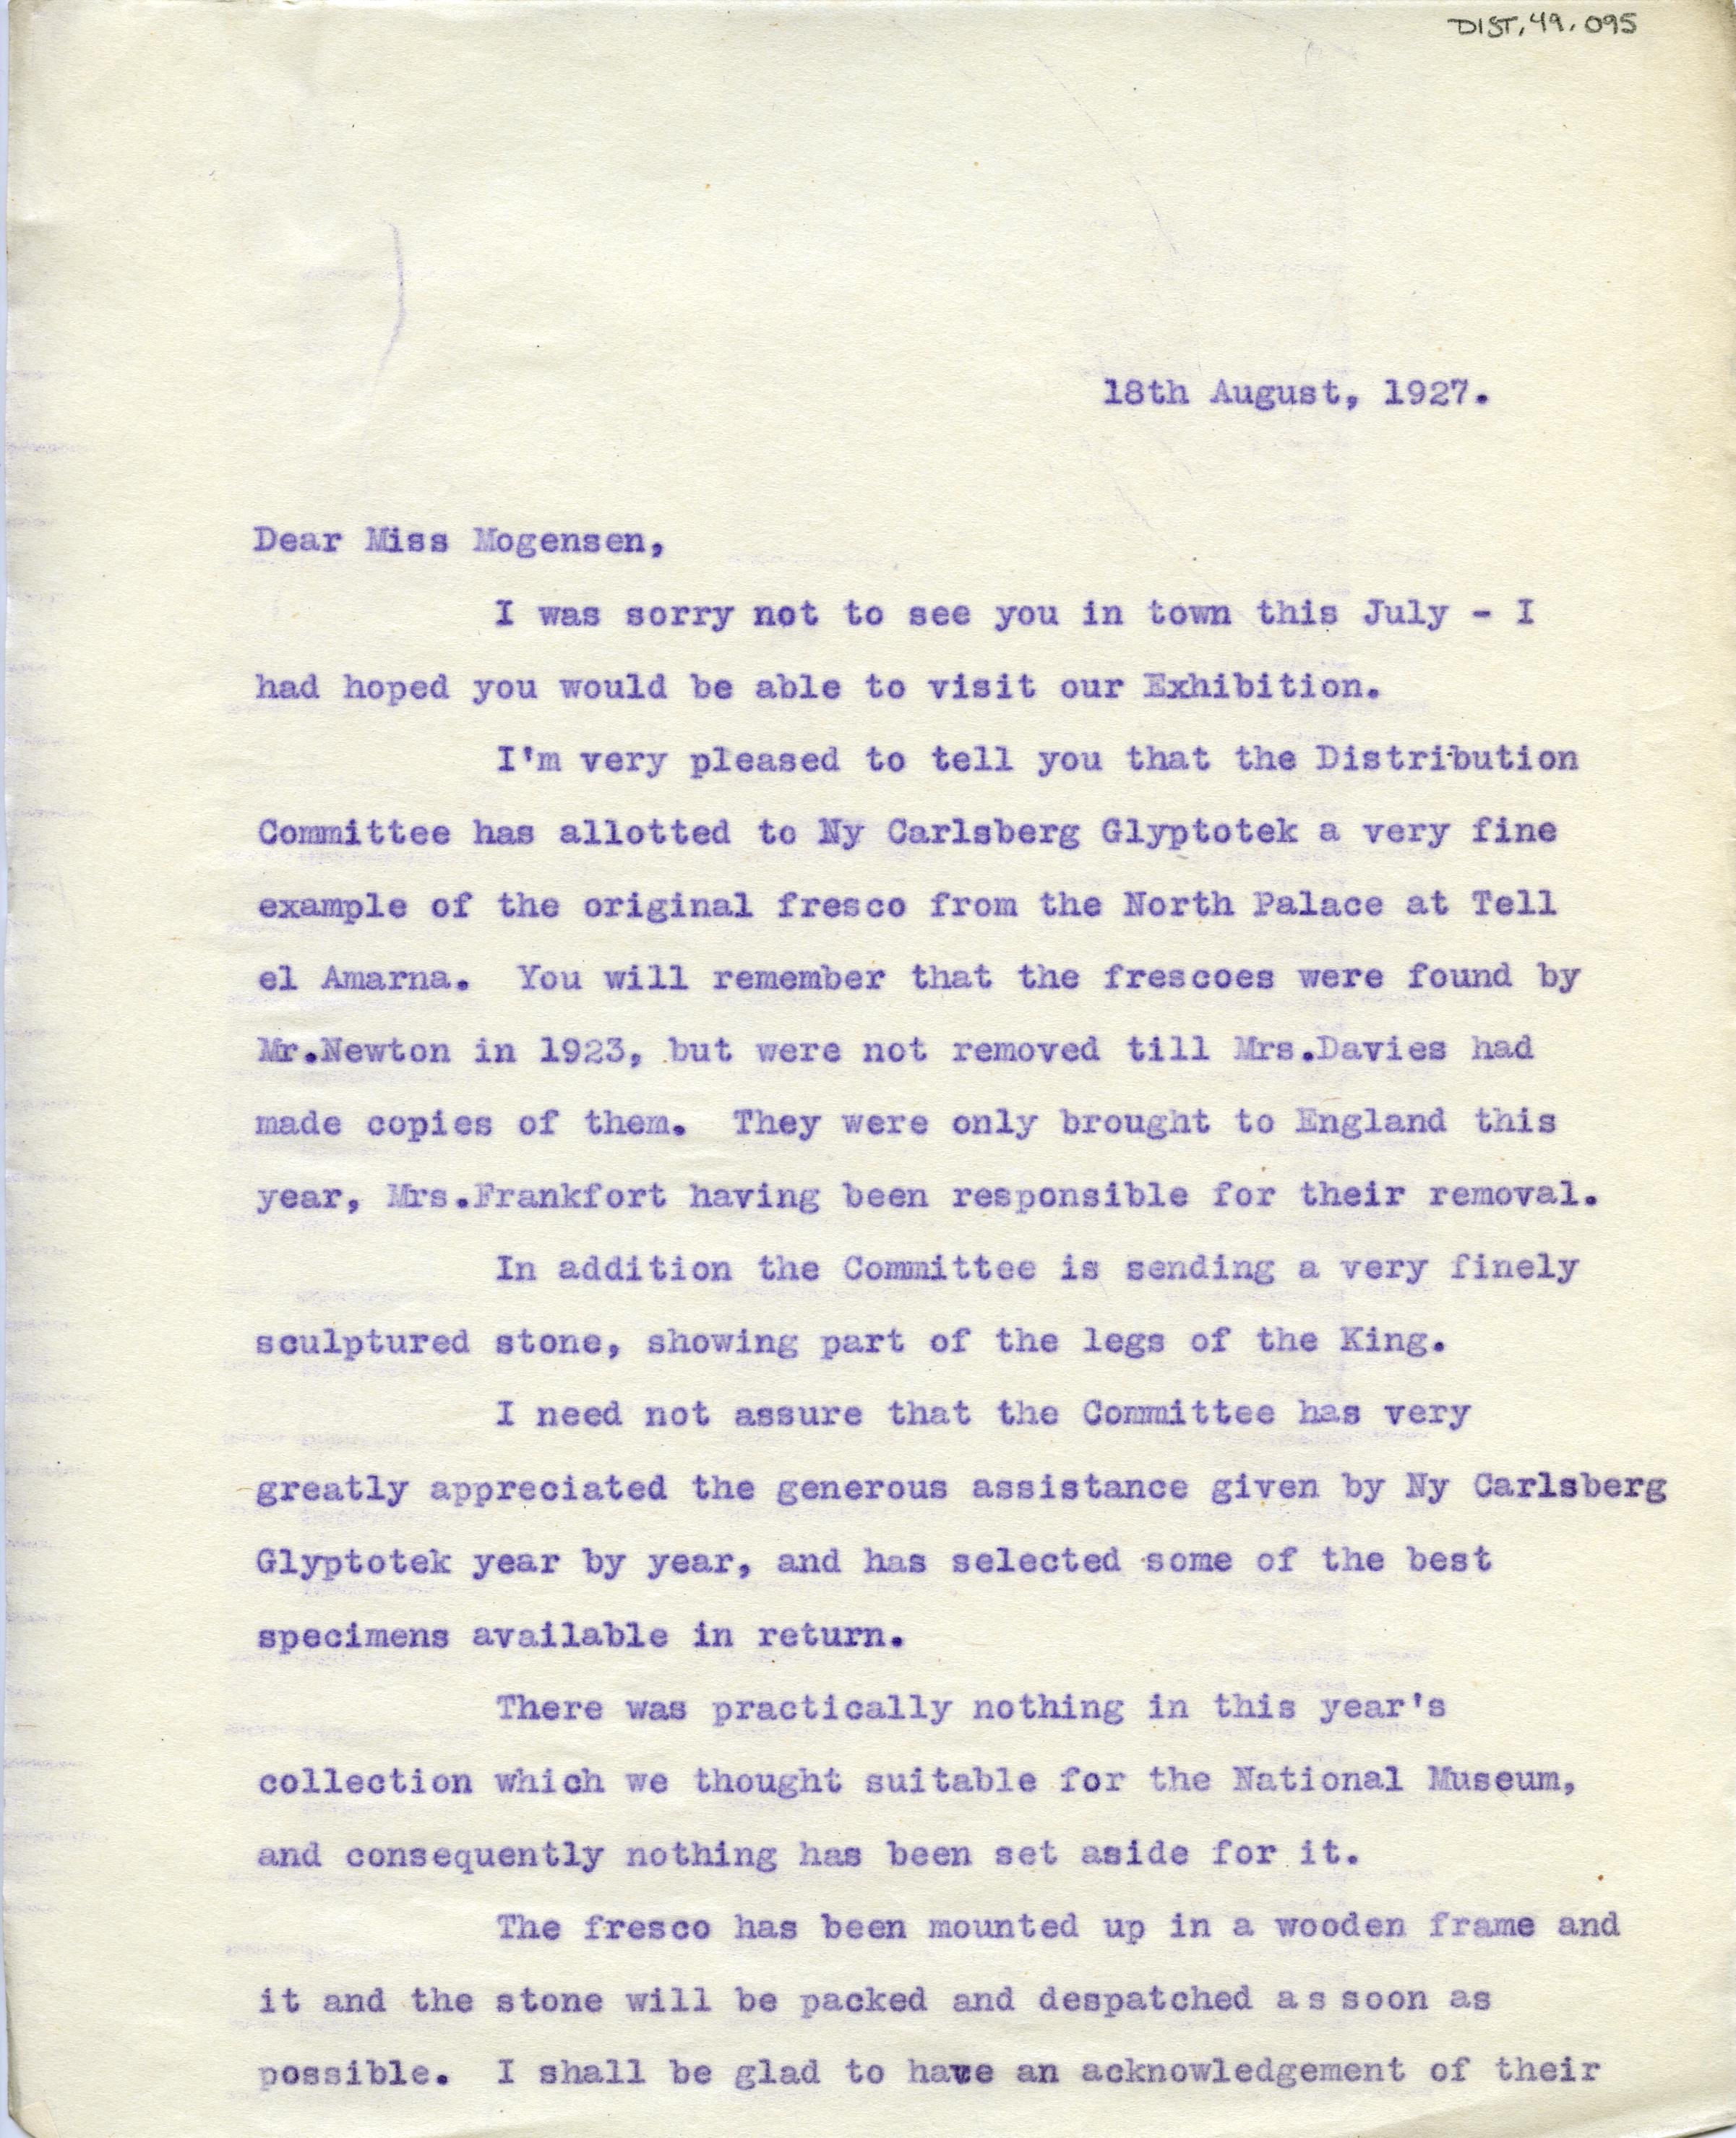 DIST.49.095
18th August, 1927.
Dear Miss Mogensen,
I was sorry not to see you in town this July - I
had hoped you would be able to visit our Exhibition.
I'm very pleased to tell you that the Distribution
Committee has allotted to Ny Carlsberg Glyptotek a very fine
example of the original fresco from the North Palace at Tell
el Amarna. You will remember that the frescoes were found by
Mr.Newton in 1923, but were not removed till Mrs.Davies had
made copies of them. They were only brought to England this
year, Mrs.Frankfort having been responsible for their removal.
In addition the Committee is sending a very finely
sculptured stone, showing part of the legs of the King.
I need not assure that the Committee has very
greatly appreciated the generous assistance given by Ny Carlsberg
Glyptotek year by year, and has selected some of the best
specimens available in return.
There was practically nothing in this year's
collection which we thought suitable for the National Museum,
and consequently nothing has been set aside for it.
The fresco has been mounted up in a wooden frame and
it and the stone will be packed and despatched as soon as
possible. I shall be glad to have an acknowledgement of their